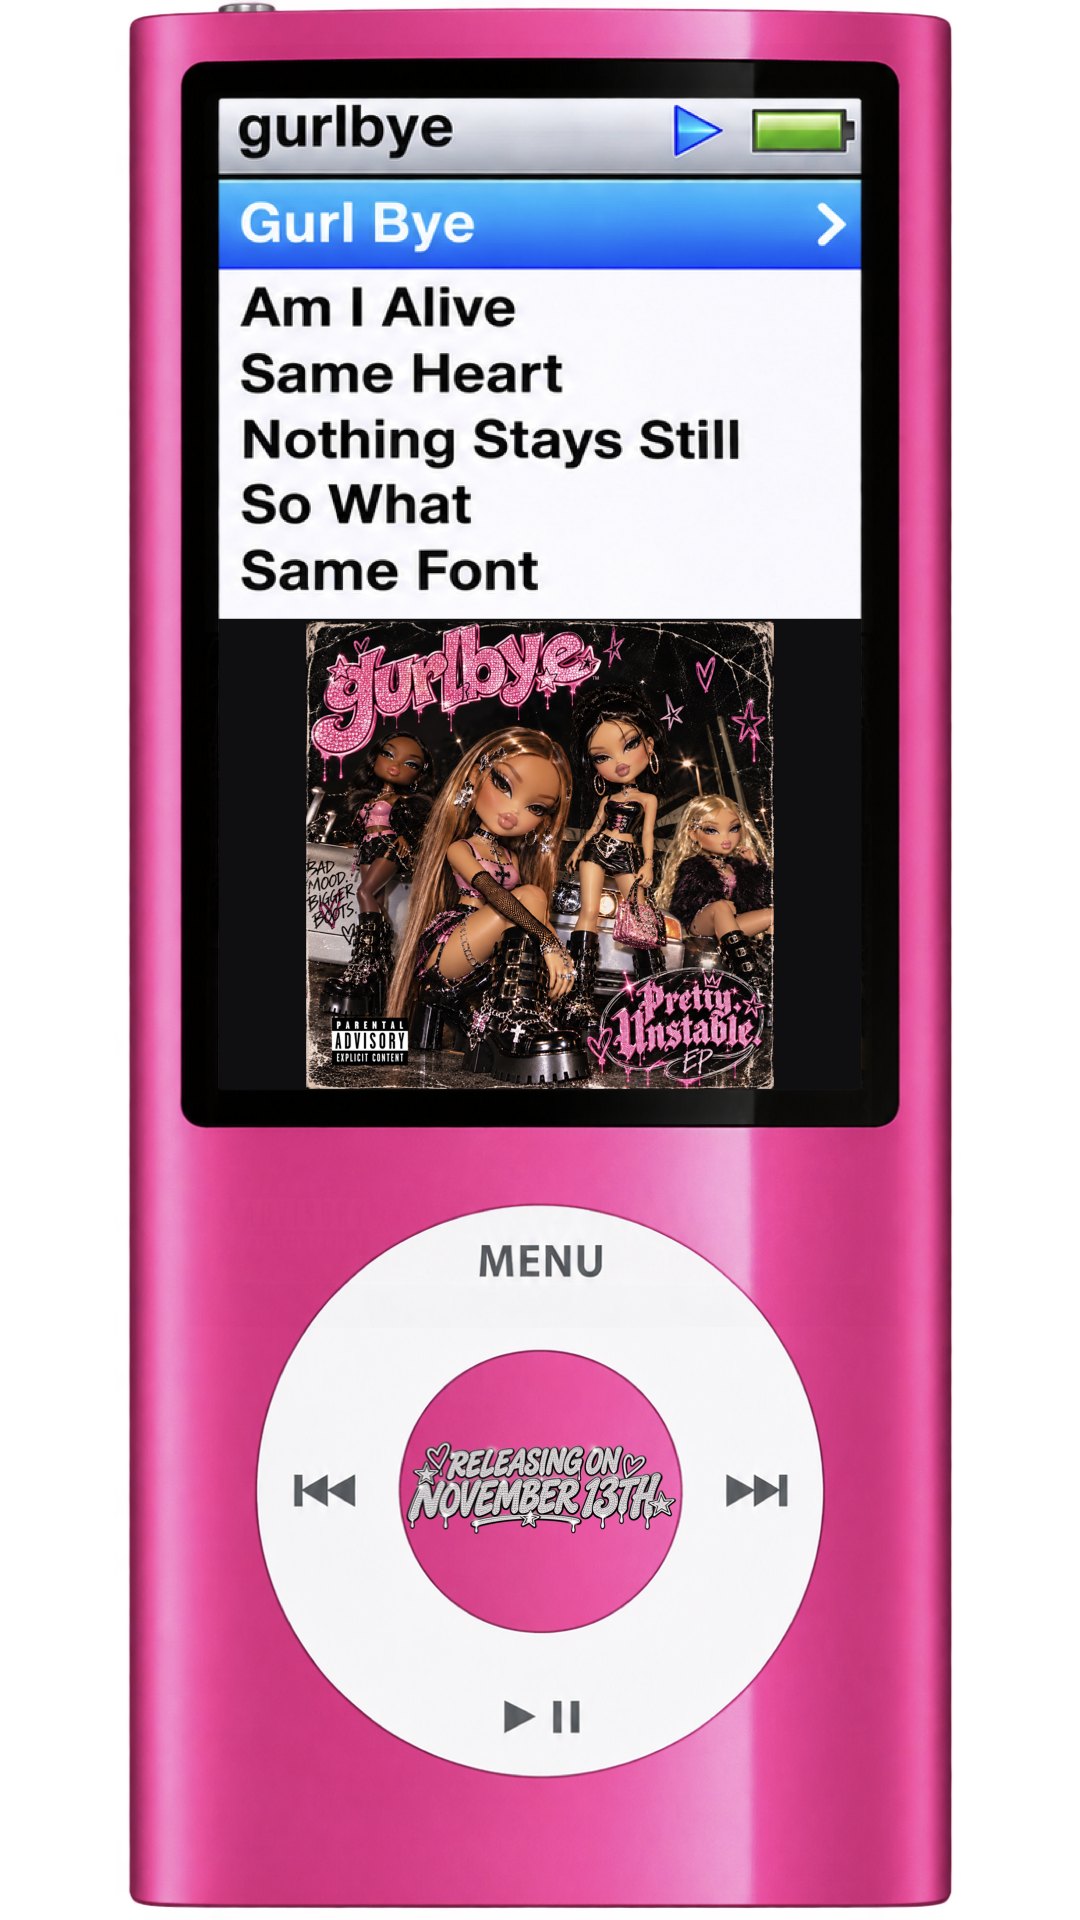 gurlbye
Gurl Bye
Am I Alive
Same Heart
Nothing Stays Still
So What
Same Font
gurlbye
TM
BAD
MOOD.
BIGGER
BOOTS.
PARENTAL
ADVISORY
EXPLICIT CONTENT
Pretty.
Unstable.
EP
MENU
RELEASING ON
NOVEMBER 13TH